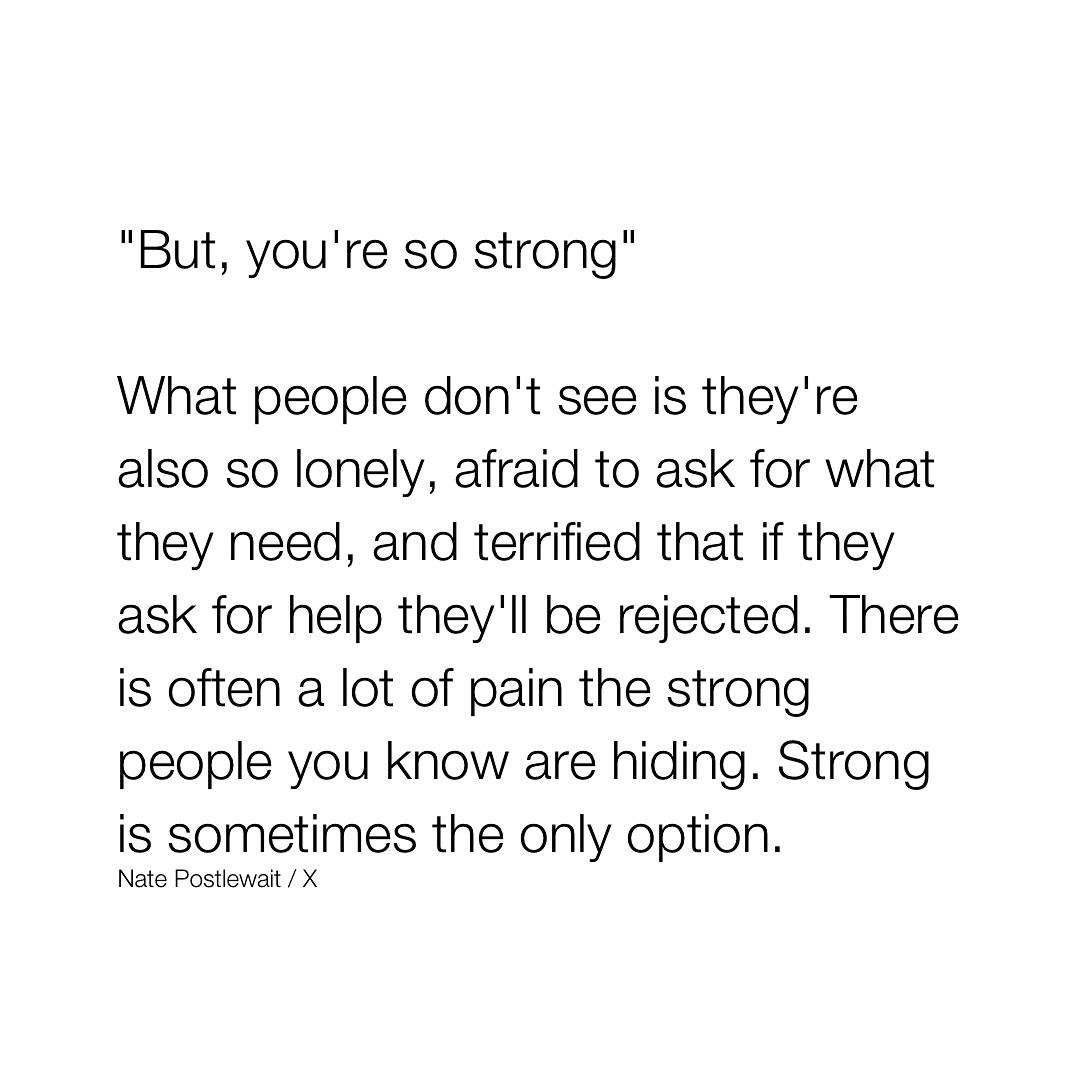 "But, you're so strong"
What people don't see is they're
also so lonely, afraid to ask for what
they need, and terrified that if they
ask for help they'll be rejected. There
is often a lot of pain the strong
people you know are hiding. Strong
is sometimes the only option.
Nate Postlewait / X